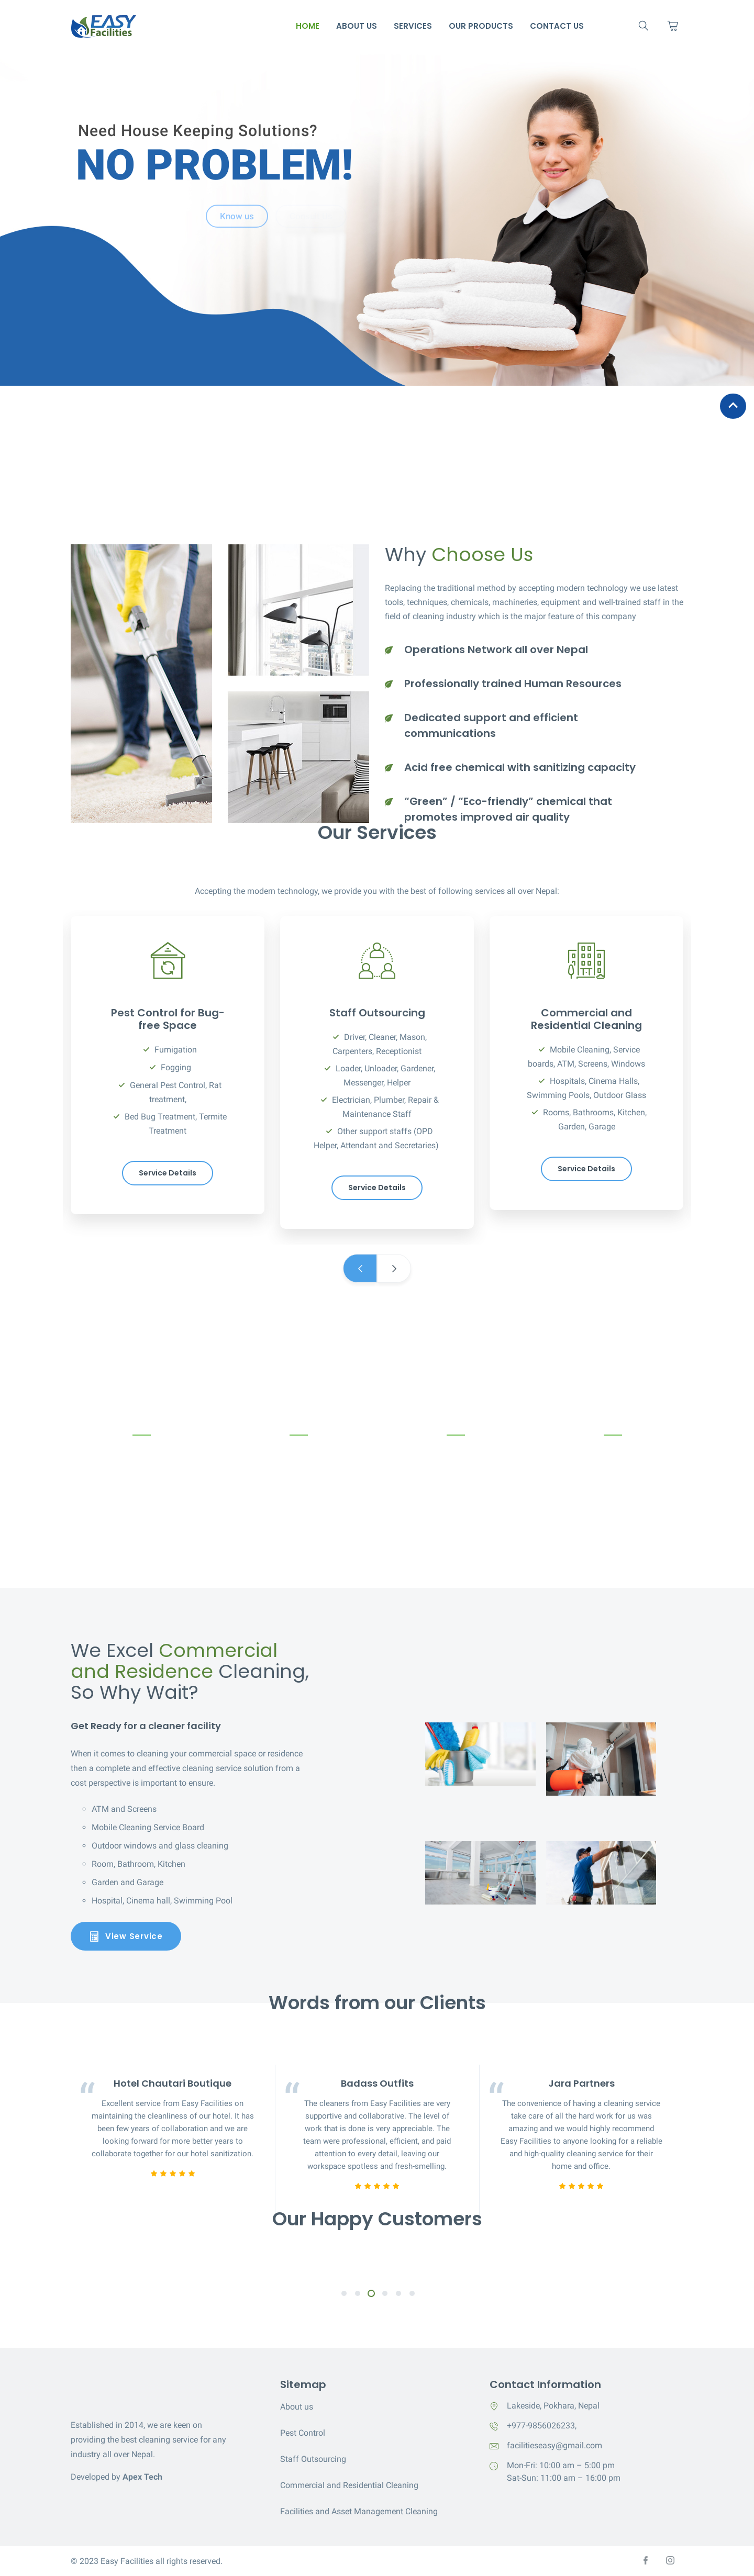 EASY
Facilities
HOME
ABOUT US
SERVICES
OUR PRODUCTS
CONTACT US
Need House Keeping Solutions?
NO PROBLEM!
Know us
Why Choose Us
Replacing the traditional method by accepting modern technology we use latest
tools, techniques, chemicals, machineries, equipment and well-trained staff in the
field of cleaning industry which is the major feature of this company
Operations Network all over Nepal
Professionally trained Human Resources
Dedicated support and efficient
communications
Acid free chemical with sanitizing capacity
“Green” / “Eco-friendly” chemical that
promotes improved air quality
Our Services
Accepting the modern technology, we provide you with the best of following services all over Nepal:
Pest Control for Bug-
free Space
Fumigation
Fogging
General Pest Control, Rat
treatment,
Bed Bug Treatment, Termite
Treatment
Service Details
Staff Outsourcing
Driver, Cleaner, Mason,
Carpenters, Receptionist
Loader, Unloader, Gardener,
Messenger, Helper
Electrician, Plumber, Repair &
Maintenance Staff
Other support staffs (OPD
Helper, Attendant and Secretaries)
Service Details
Commercial and
Residential Cleaning
Mobile Cleaning, Service
boards, ATM, Screens, Windows
Hospitals, Cinema Halls,
Swimming Pools, Outdoor Glass
Rooms, Bathrooms, Kitchen,
Garden, Garage
Service Details
We Excel Commercial
and Residence Cleaning,
So Why Wait?
Get Ready for a cleaner facility
When it comes to cleaning your commercial space or residence
then a complete and effective cleaning service solution from a
cost perspective is important to ensure.
ATM and Screens
Mobile Cleaning Service Board
Outdoor windows and glass cleaning
Room, Bathroom, Kitchen
Garden and Garage
Hospital, Cinema hall, Swimming Pool
View Service
Words from our Clients
Hotel Chautari Boutique
Excellent service from Easy Facilities on
maintaining the cleanliness of our hotel. It has
been few years of collaboration and we are
looking forward for more better years to
collaborate together for our hotel sanitization.
Badass Outfits
The cleaners from Easy Facilities are very
supportive and collaborative. The level of
work that is done is very appreciable. The
team were professional, efficient, and paid
attention to every detail, leaving our
workspace spotless and fresh-smelling.
Jara Partners
The convenience of having a cleaning service
take care of all the hard work for us was
amazing and we would highly recommend
Easy Facilities to anyone looking for a reliable
and high-quality cleaning service for their
home and office.
Our Happy Customers
Established in 2014, we are keen on
providing the best cleaning service for any
industry all over Nepal.
Developed by Apex Tech
Sitemap
About us
Pest Control
Staff Outsourcing
Commercial and Residential Cleaning
Facilities and Asset Management Cleaning
Contact Information
Lakeside, Pokhara, Nepal
+977-9856026233,
facilitieseasy@gmail.com
Mon-Fri: 10:00 am – 5:00 pm
Sat-Sun: 11:00 am – 16:00 pm
© 2023 Easy Facilities all rights reserved.